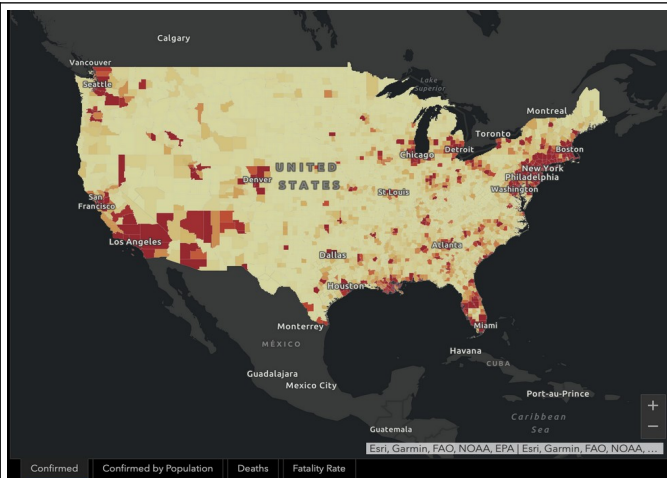 Calgary
Vancouver
Seattle
Lake
Superior
Montreal
Toronto
Chicago
Detroit
Boston
UNITED
STATES
New York
Philadelphia
Washington
Denver
St Louis
San
Francisco
Los Angeles
Atlanta
Dallas
Houston
Monterrey
Miami
MÉXICO
Havana
CUBA
Guadalajara
Mexico City
Port-au-Prince
Caribbean
Sea
Guatemala
+
−
Esri, Garmin, FAO, NOAA, EPA | Esri, Garmin, FAO, NOAA, ...
Confirmed
Confirmed by Population
Deaths
Fatality Rate